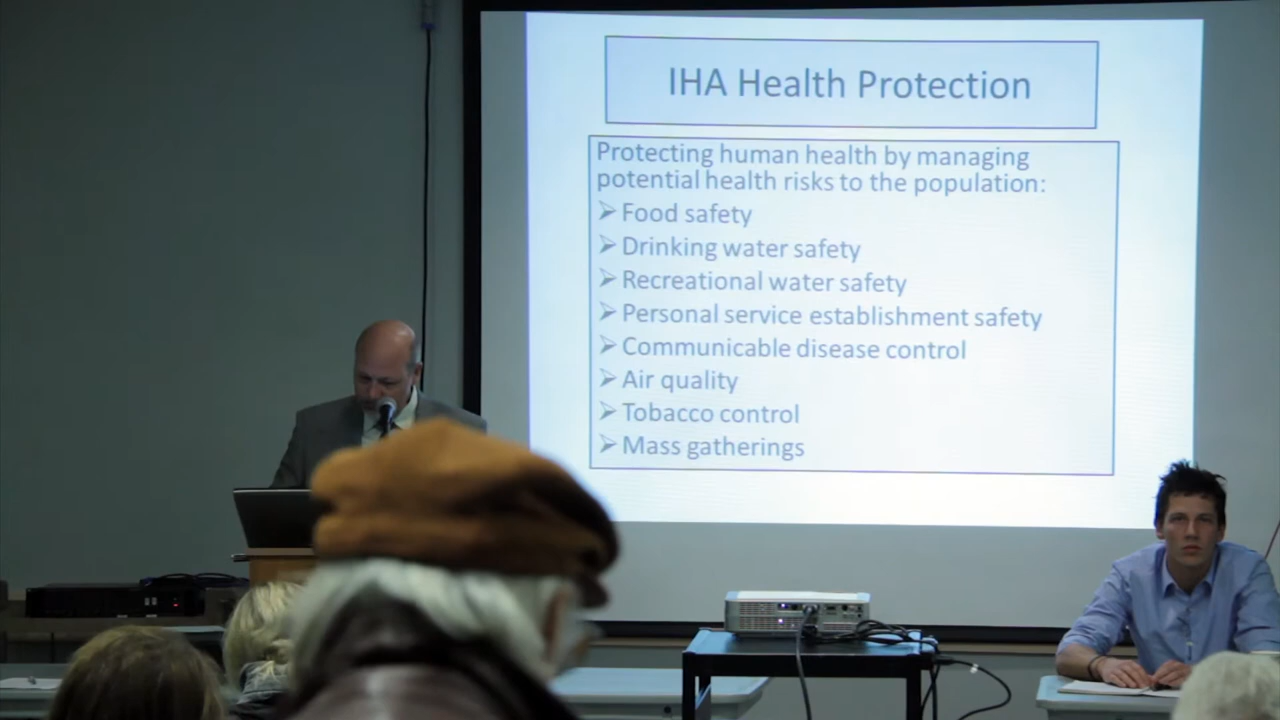 IHA Health Protection
Protecting human health by managing
potential health risks to the population:
➢ Food safety
➢ Drinking water safety
➢ Recreational water safety
➢ Personal service establishment safety
➢ Communicable disease control
➢ Air quality
➢ Tobacco control
➢ Mass gatherings